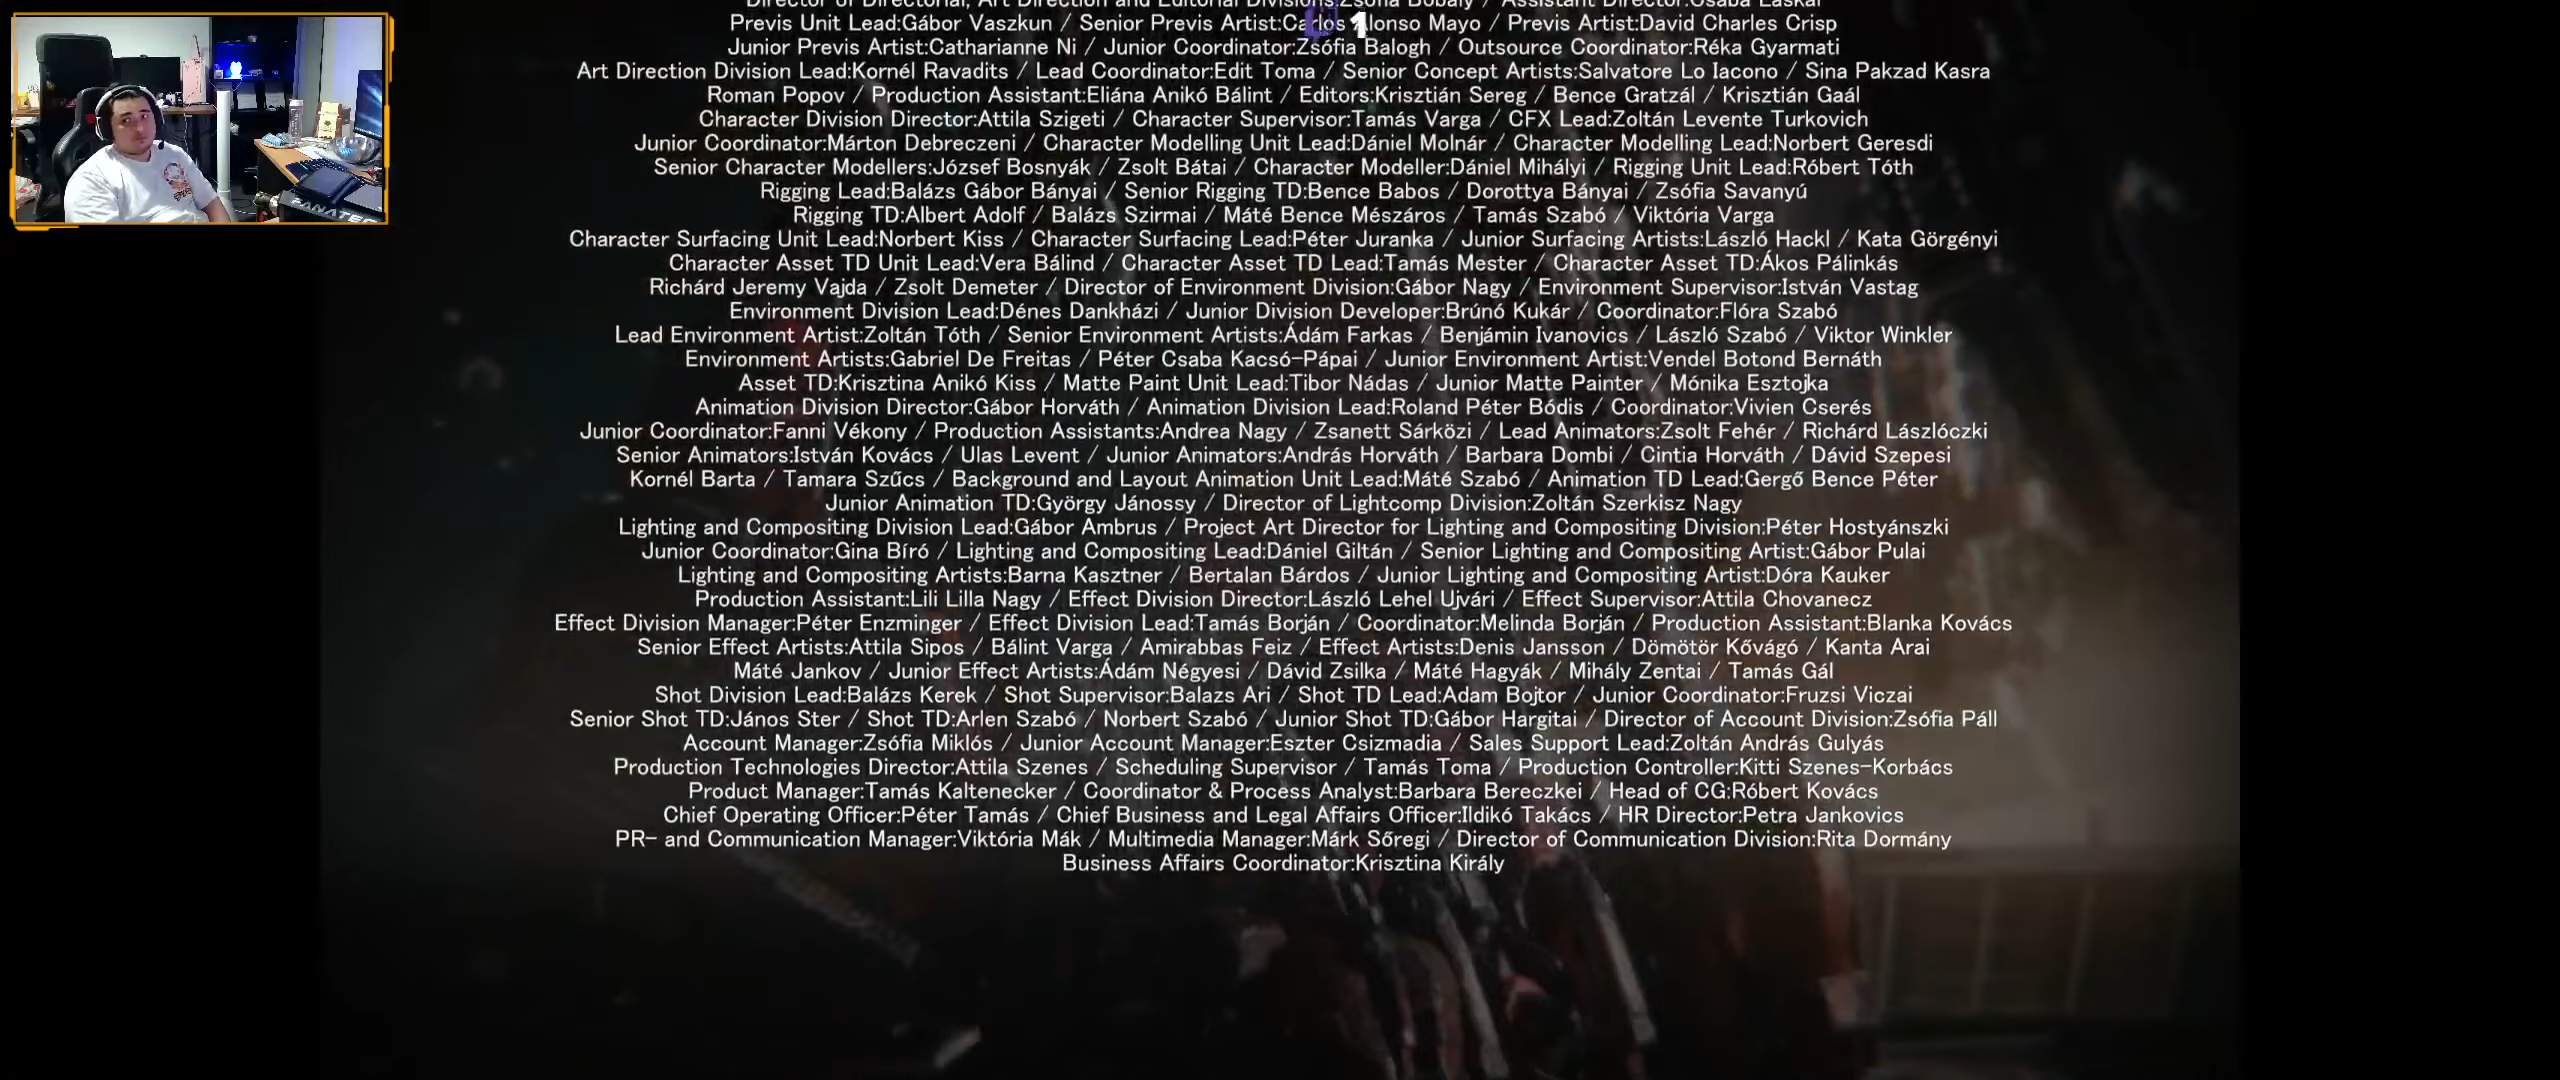 Director of Directorial, Art Direction and Editorial Divisions:Zsófia Bobály / Assistant Director:Csaba Láskai
1
Previs Unit Lead:Gábor Vaszkun / Senior Previs Artist:Carlos Alonso Mayo / Previs Artist:David Charles Crisp
Junior Previs Artist:Catharianne Ni / Junior Coordinator:Zsófia Balogh / Outsource Coordinator:Réka Gyarmati
Art Direction Division Lead:Kornél Ravadits / Lead Coordinator:Edit Toma / Senior Concept Artists:Salvatore Lo Iacono / Sina Pakzad Kasra
Roman Popov / Production Assistant:Eliána Anikó Bálint / Editors:Krisztián Sereg / Bence Gratzál / Krisztián Gaál
Character Division Director:Attila Szigeti / Character Supervisor:Tamás Varga / CFX Lead:Zoltán Levente Turkovich
Junior Coordinator:Márton Debreczeni / Character Modelling Unit Lead:Dániel Molnár / Character Modelling Lead:Norbert Geresdi
Senior Character Modellers:József Bosnyák / Zsolt Bátai / Character Modeller:Dániel Mihályi / Rigging Unit Lead:Róbert Tóth
Rigging Lead:Balázs Gábor Bányai / Senior Rigging TD:Bence Babos / Dorottya Bányai / Zsófia Savanyú
Rigging TD:Albert Adolf / Balázs Szirmai / Máté Bence Mészáros / Tamás Szabó / Viktória Varga
Character Surfacing Unit Lead:Norbert Kiss / Character Surfacing Lead:Péter Juranka / Junior Surfacing Artists:László Hackl / Kata Görgényi
Character Asset TD Unit Lead:Vera Bálind / Character Asset TD Lead:Tamás Mester / Character Asset TD:Ákos Pálinkás
Richárd Jeremy Vajda / Zsolt Demeter / Director of Environment Division:Gábor Nagy / Environment Supervisor:István Vastag
Environment Division Lead:Dénes Dankházi / Junior Division Developer:Brúnó Kukár / Coordinator:Flóra Szabó
Lead Environment Artist:Zoltán Tóth / Senior Environment Artists:Ádám Farkas / Benjámin Ivanovics / László Szabó / Viktor Winkler
Environment Artists:Gabriel De Freitas / Péter Csaba Kacsó-Pápai / Junior Environment Artist:Vendel Botond Bernáth
Asset TD:Krisztina Anikó Kiss / Matte Paint Unit Lead:Tibor Nádas / Junior Matte Painter / Mónika Esztojka
Animation Division Director:Gábor Horváth / Animation Division Lead:Roland Péter Bódis / Coordinator:Vivien Cserés
Junior Coordinator:Fanni Vékony / Production Assistants:Andrea Nagy / Zsanett Sárközi / Lead Animators:Zsolt Fehér / Richárd Lászlóczki
Senior Animators:István Kovács / Ulas Levent / Junior Animators:András Horváth / Barbara Dombi / Cintia Horváth / Dávid Szepesi
Kornél Barta / Tamara Szűcs / Background and Layout Animation Unit Lead:Máté Szabó / Animation TD Lead:Gergő Bence Péter
Junior Animation TD:György Jánossy / Director of Lightcomp Division:Zoltán Szerkisz Nagy
Lighting and Compositing Division Lead:Gábor Ambrus / Project Art Director for Lighting and Compositing Division:Péter Hostyánszki
Junior Coordinator:Gina Bíró / Lighting and Compositing Lead:Dániel Giltán / Senior Lighting and Compositing Artist:Gábor Pulai
Lighting and Compositing Artists:Barna Kasztner / Bertalan Bárdos / Junior Lighting and Compositing Artist:Dóra Kauker
Production Assistant:Lili Lilla Nagy / Effect Division Director:László Lehel Ujvári / Effect Supervisor:Attila Chovanecz
Effect Division Manager:Péter Enzminger / Effect Division Lead:Tamás Borján / Coordinator:Melinda Borján / Production Assistant:Blanka Kovács
Senior Effect Artists:Attila Sipos / Bálint Varga / Amirabbas Feiz / Effect Artists:Denis Jansson / Dömötör Kővágó / Kanta Arai
Máté Jankov / Junior Effect Artists:Ádám Négyesi / Dávid Zsilka / Máté Hagyák / Mihály Zentai / Tamás Gál
Shot Division Lead:Balázs Kerek / Shot Supervisor:Balazs Ari / Shot TD Lead:Adam Bojtor / Junior Coordinator:Fruzsi Viczai
Senior Shot TD:János Ster / Shot TD:Arlen Szabó / Norbert Szabó / Junior Shot TD:Gábor Hargitai / Director of Account Division:Zsófia Páll
Account Manager:Zsófia Miklós / Junior Account Manager:Eszter Csizmadia / Sales Support Lead:Zoltán András Gulyás
Production Technologies Director:Attila Szenes / Scheduling Supervisor / Tamás Toma / Production Controller:Kitti Szenes-Korbács
Product Manager:Tamás Kaltenecker / Coordinator & Process Analyst:Barbara Bereczkei / Head of CG:Róbert Kovács
Chief Operating Officer:Péter Tamás / Chief Business and Legal Affairs Officer:Ildikó Takács / HR Director:Petra Jankovics
PR- and Communication Manager:Viktória Mák / Multimedia Manager:Márk Sőregi / Director of Communication Division:Rita Dormány
Business Affairs Coordinator:Krisztina Király
FANATEC